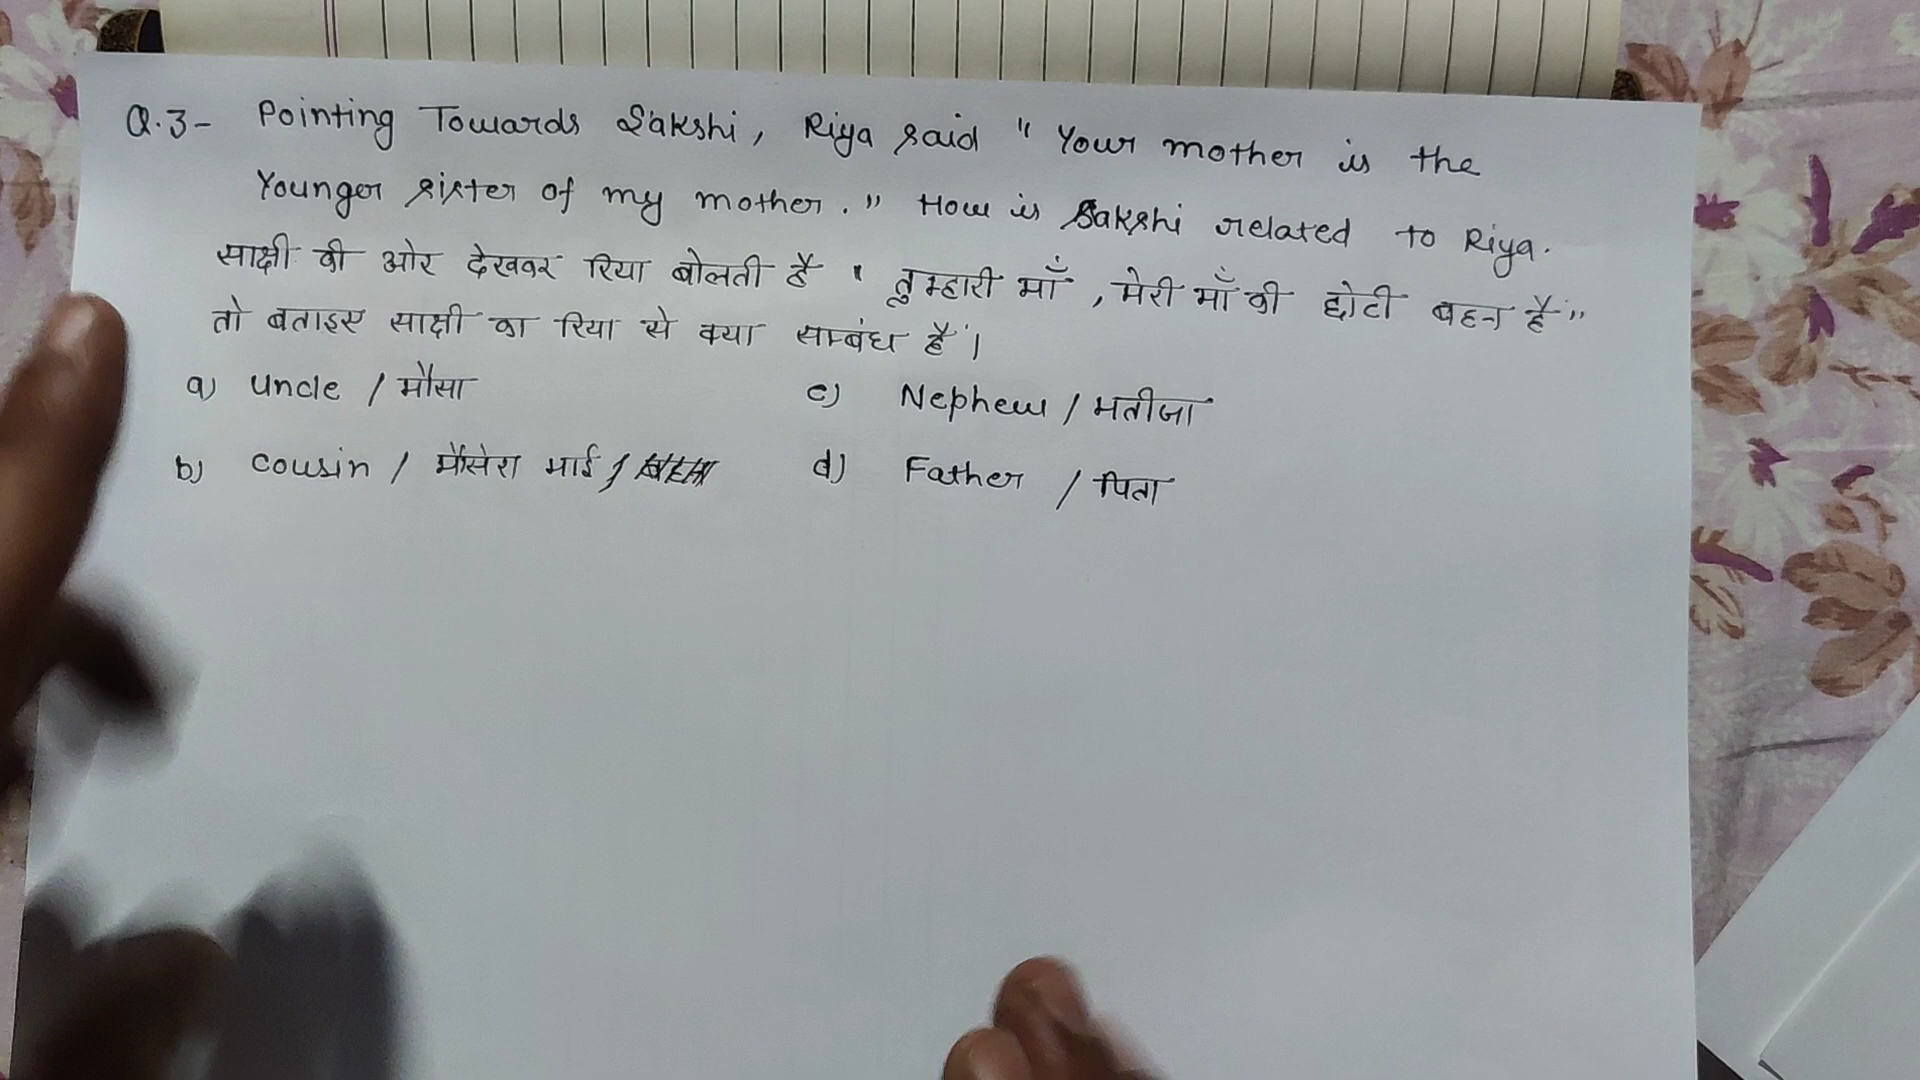 Q.3- Pointing Towards Sakshi, Riya said " Your mother is the
Younger sister of my mother." How is Sakshi related to Riya.
साक्षी की ओर देखकर रिया बोलती है " तुम्हारी माँ, मेरी माँ की छोटी बहन है"
तो बताइए साक्षी का रिया से क्या सम्बंध है।
a) Uncle / मौसा
c) Nephew / भतीजा
b) Cousin / मौसेरा भाई /
d) Father / पिता